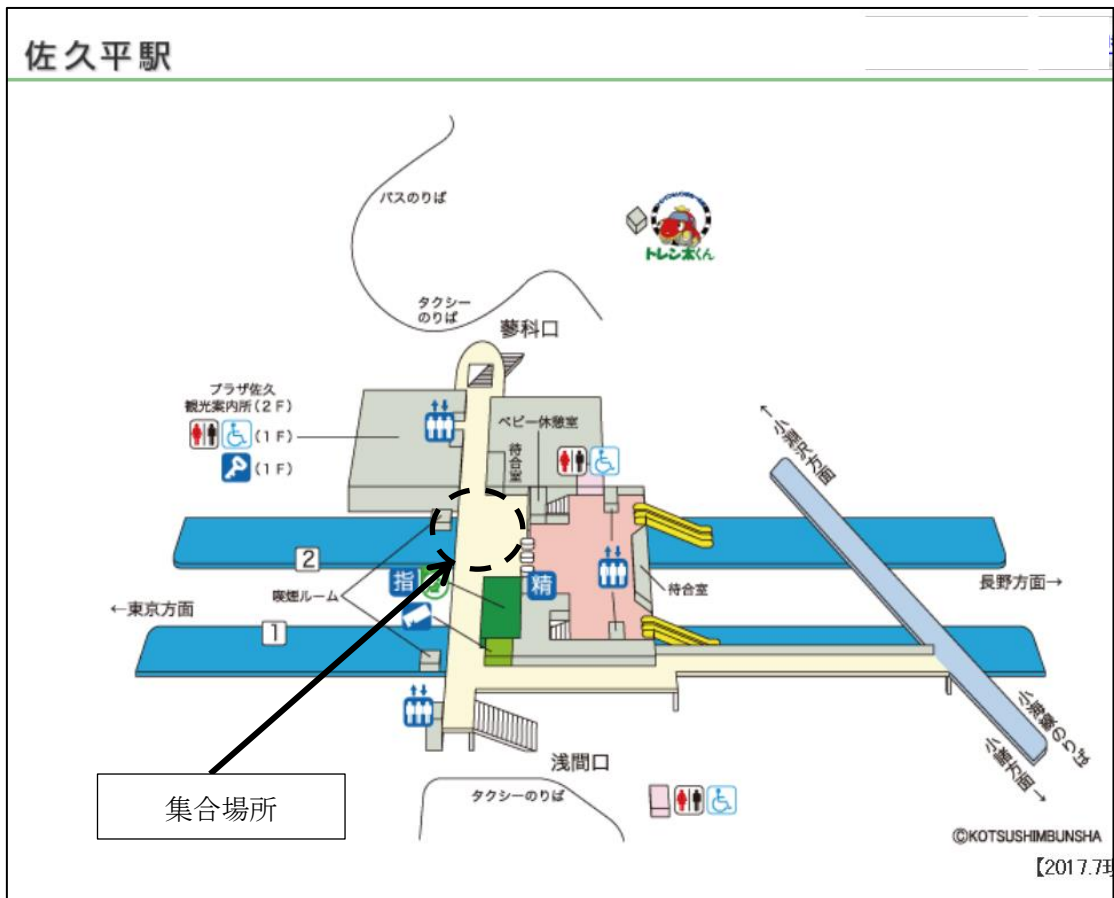 佐久平駅
バスのりば
トレン太くん
タクシー
のりば
蓼科口
プラザ佐久
観光案内所(2F)
(1F)
(1F)
ベビー休憩室
待合室
↖小淵沢方面
2
指
精
喫煙ルーム
待合室
長野方面→
←東京方面
1
小海線のりば
小諸方面→
浅間口
集合場所
タクシーのりば
©KOTSUSHIMBUNSHA
【2017.7現